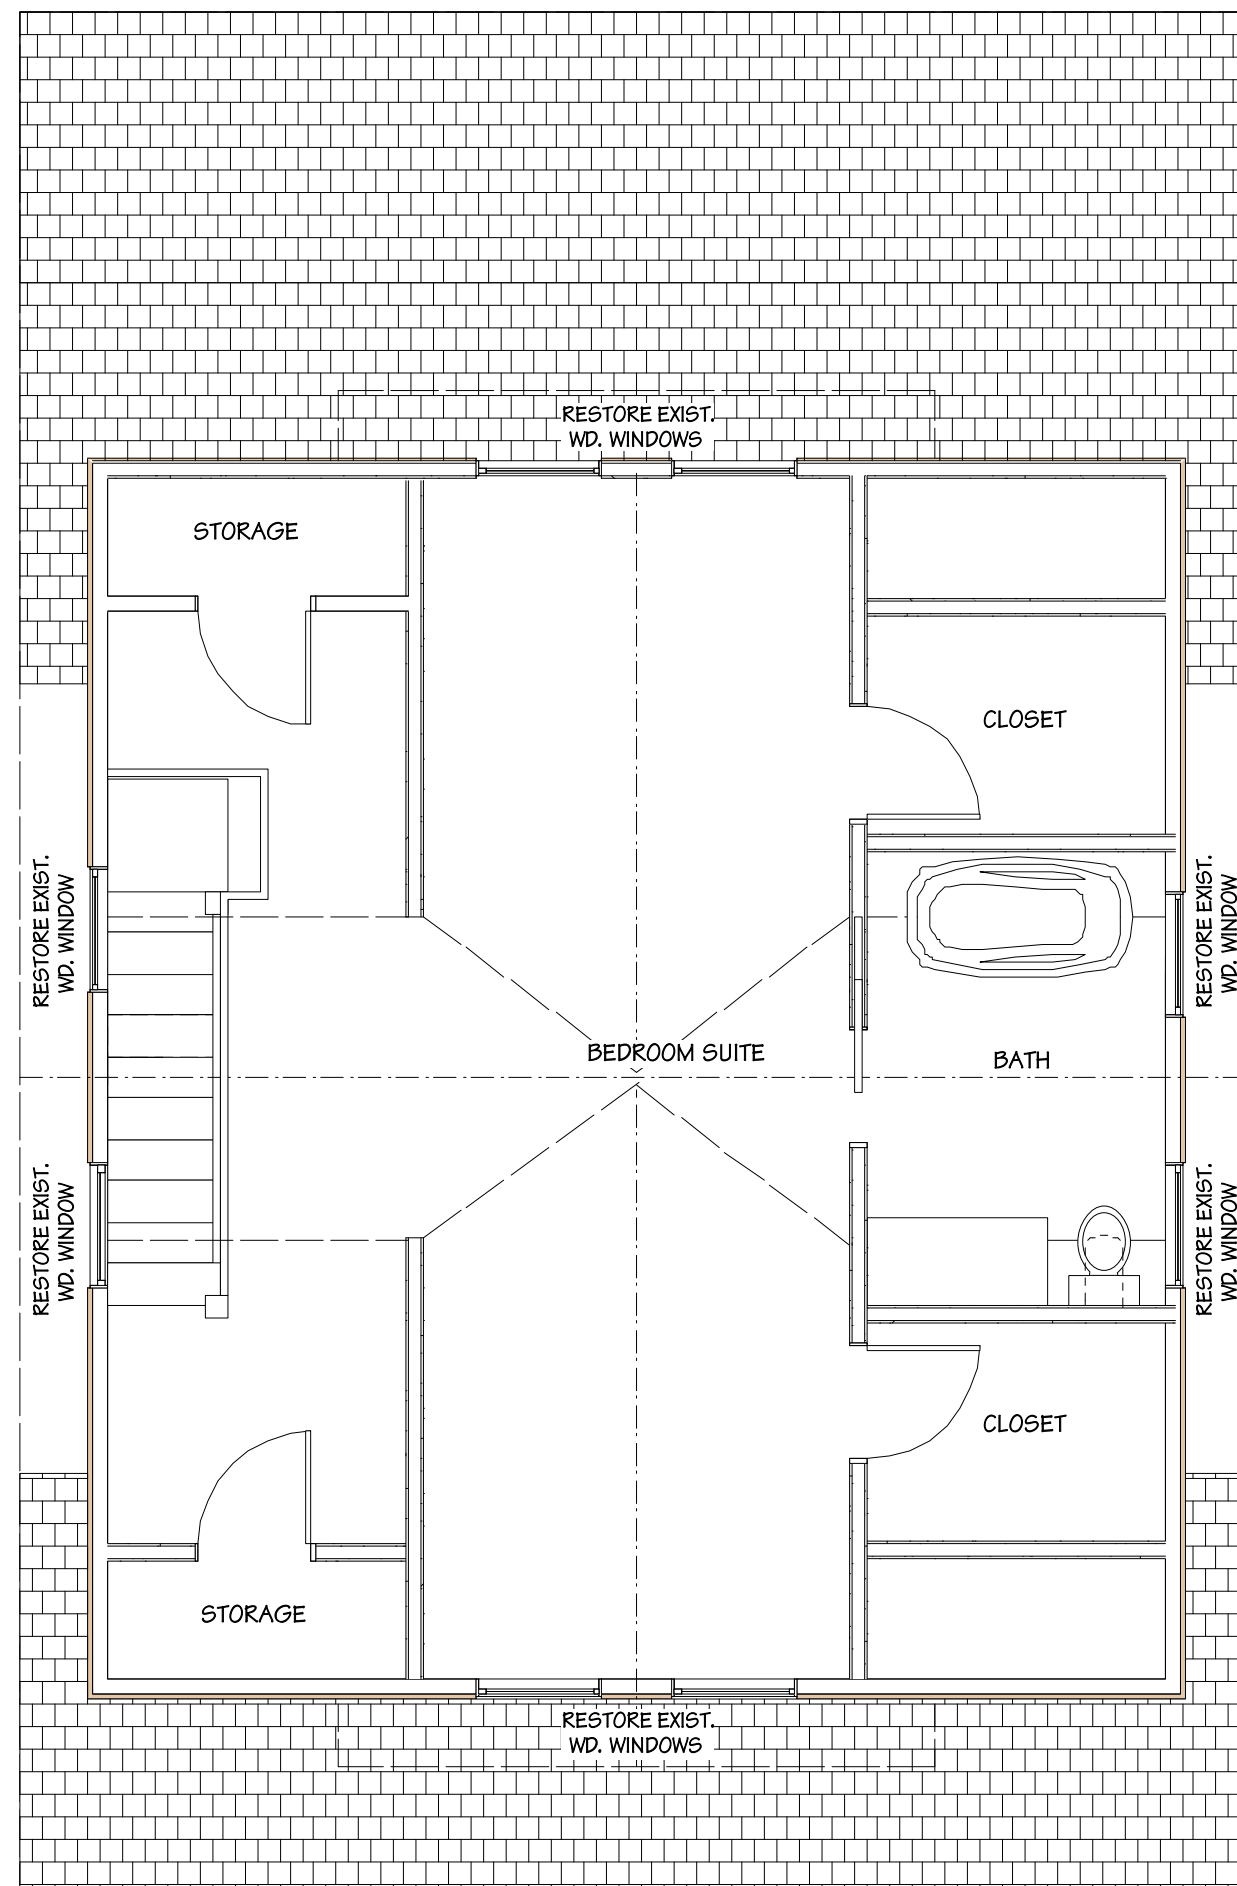 RESTORE EXIST.
WD. WINDOWS
STORAGE
CLOSET
RESTORE EXIST.
WD. WINDOW
RESTORE EXIST.
WD. WINDOW
BEDROOM SUITE
BATH
RESTORE EXIST.
WD. WINDOW
RESTORE EXIST.
WD. WINDOW
CLOSET
STORAGE
RESTORE EXIST.
WD. WINDOWS